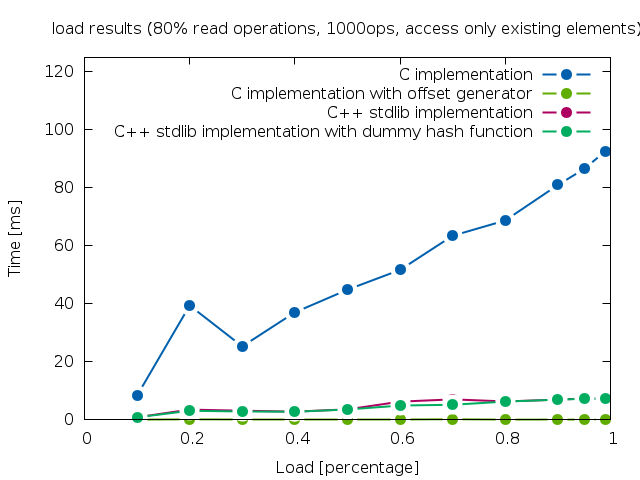 load results (80% read operations, 1000ops, access only existing elements)
C implementation
C implementation with offset generator
C++ stdlib implementation
C++ stdlib implementation with dummy hash function
Time [ms]
120
100
80
60
40
20
0
0 0.2 0.4 0.6 0.8 1
Load [percentage]